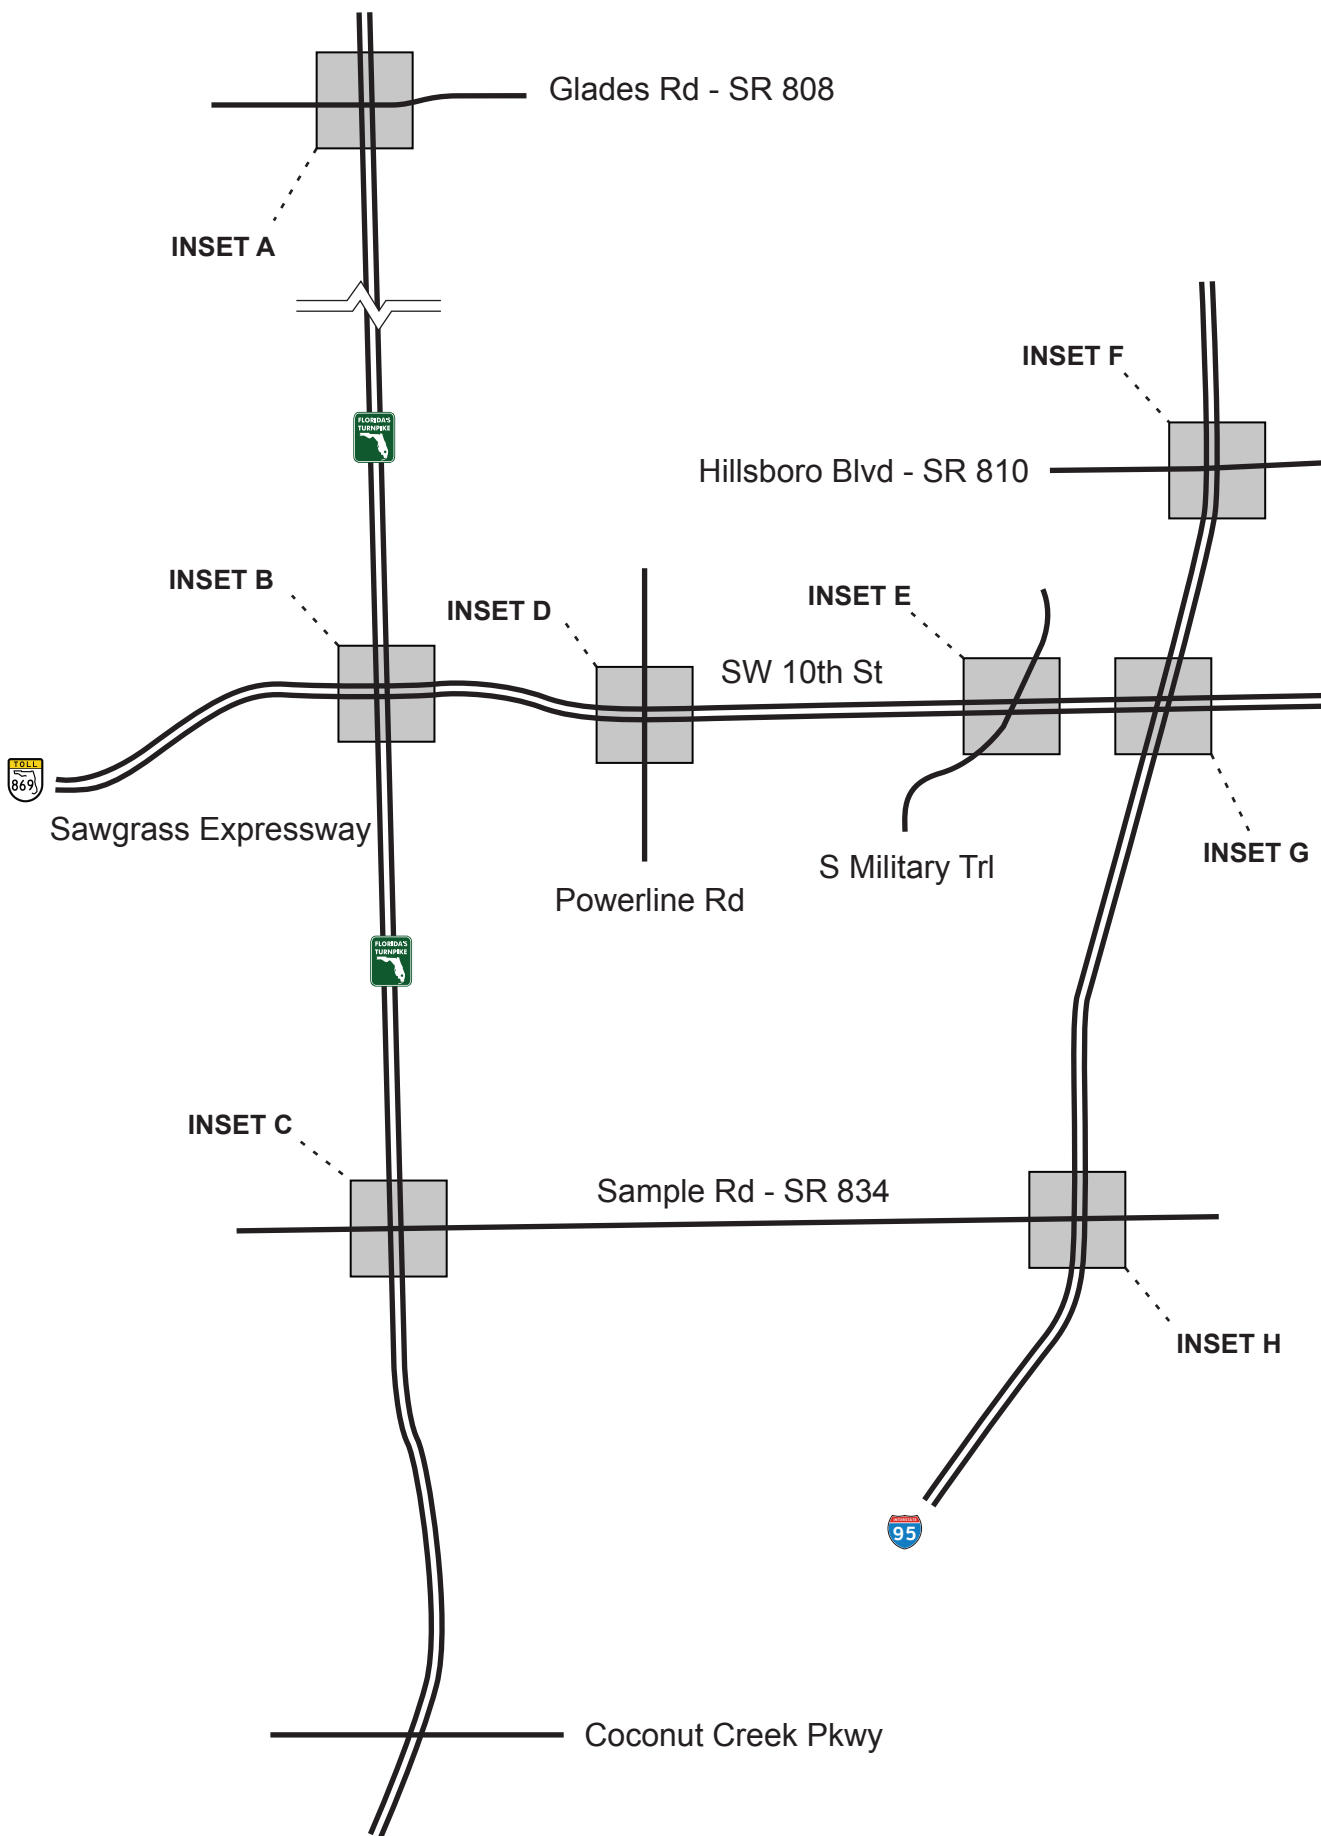 Glades Rd - SR 808
INSET A
INSET F
FLORIDA'S
TURNPIKE
Hillsboro Blvd - SR 810
INSET B
INSET D
INSET E
SW 10th St
TOLL
869
Sawgrass Expressway
INSET G
S Military Trl
Powerline Rd
FLORIDA'S
TURNPIKE
INSET C
Sample Rd - SR 834
INSET H
INTERSTATE
95
Coconut Creek Pkwy